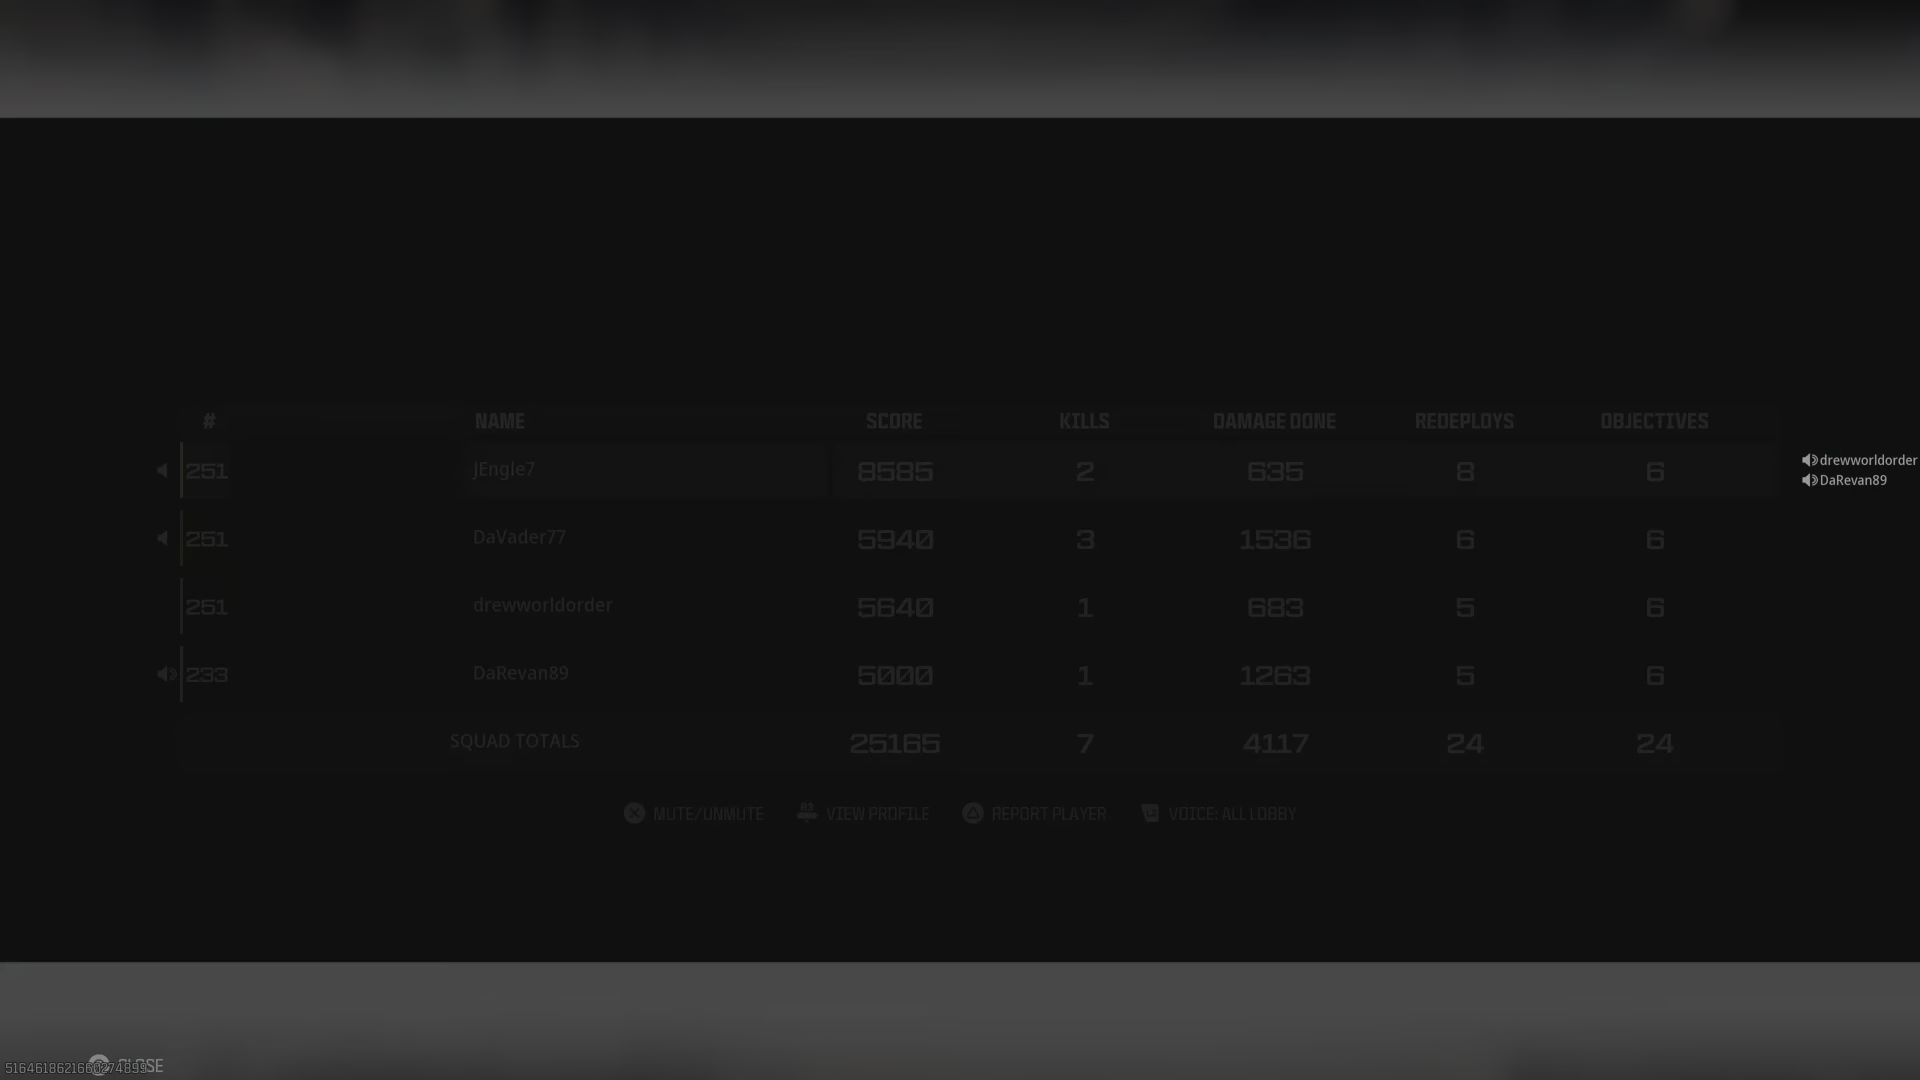 # NAME SCORE KILLS DAMAGE DONE REDEPLOYS OBJECTIVES
251 JEngle7 8585 2 635 8 6
drewworldorder
DaRevan89
251 DaVader77 5940 3 1536 6 6
251 drewworldorder 5640 1 683 5 6
233 DaRevan89 5000 1 1263 5 6
SQUAD TOTALS 25165 7 4117 24 24
MUTE/UNMUTE R3 VIEW PROFILE REPORT PLAYER VOICE: ALL LOBBY
CLOSE